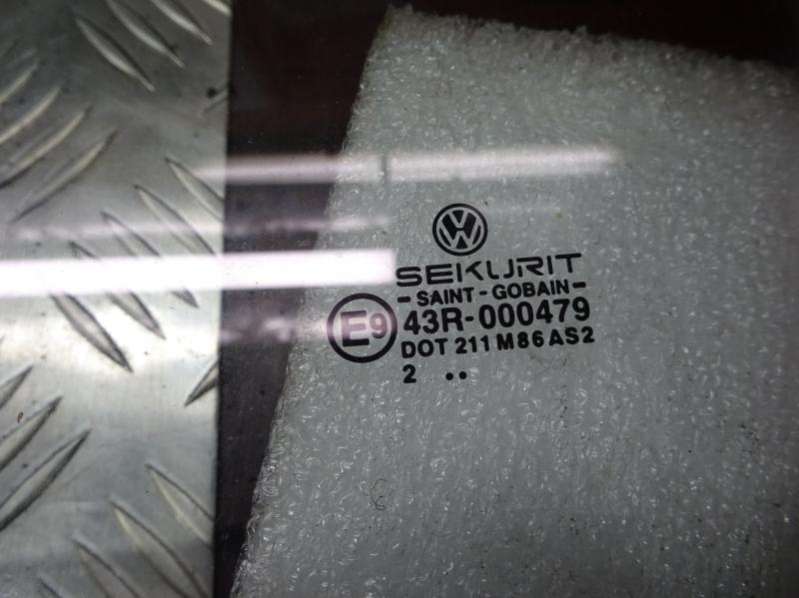 VW
SEKURIT
- SAINT - GOBAIN -
E9 43R-000479
DOT 211 M86 AS2
2 ..